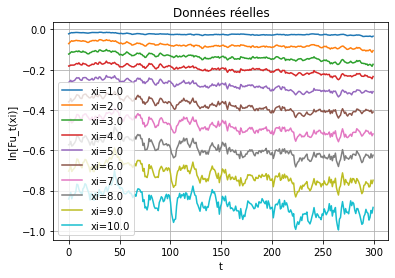 Données réelles
ln[Fu_t(xi)]
0.0
−0.2
−0.4
−0.6
−0.8
−1.0
xi=1.0
xi=2.0
xi=3.0
xi=4.0
xi=5.0
xi=6.0
xi=7.0
xi=8.0
xi=9.0
xi=10.0
0 50 100 150 200 250 300
t